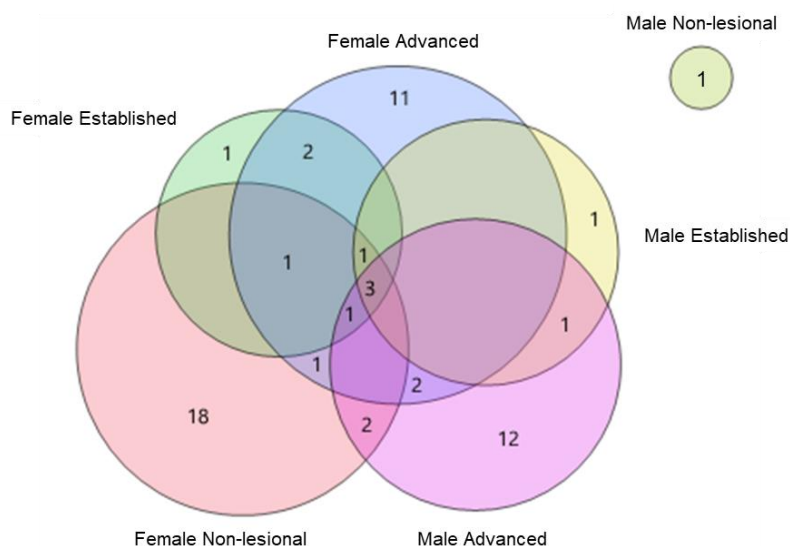 Male Non-lesional
1
Female Advanced
11
Female Established
1
2
1
Male Established
1
1
3
1
1
1
2
18
2
12
Female Non-lesional
Male Advanced